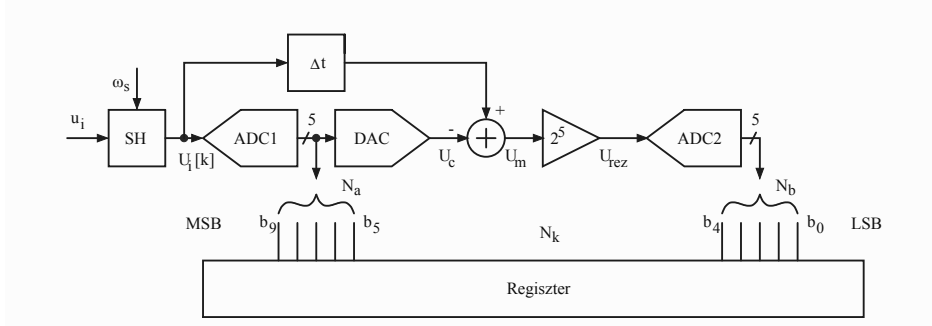 Δt
ω_s
u_i
SH
U_i[k]
ADC1
5
DAC
-
+
U_c
U_m
2^5
U_rez
ADC2
5
N_a
N_b
MSB
b_9
b_5
N_k
b_4
b_0
LSB
Regiszter